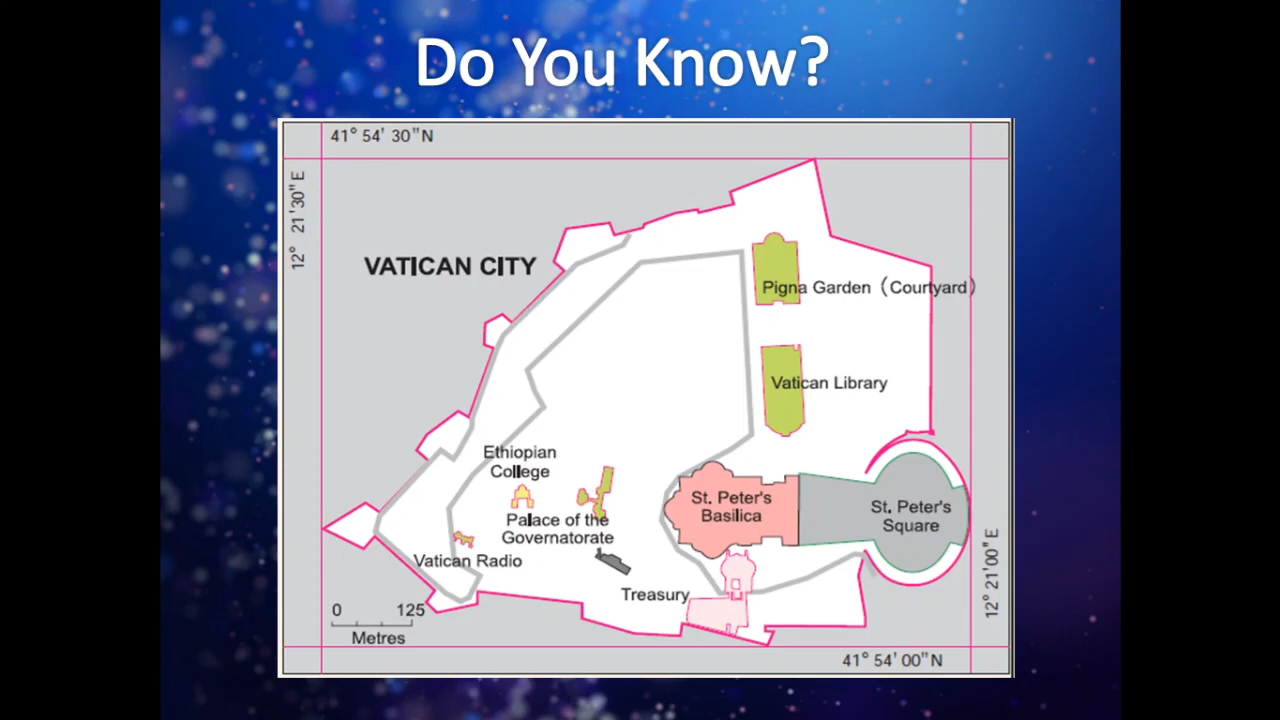 Do You Know?
41° 54' 30"N
12° 21'30"E
VATICAN CITY
Pigna Garden (Courtyard)
Vatican Library
Ethiopian
College
St. Peter's
Basilica
St. Peter's
Square
Palace of the
Governatorate
Vatican Radio
Treasury
12° 21'00"E
0 125
Metres
41° 54' 00"N